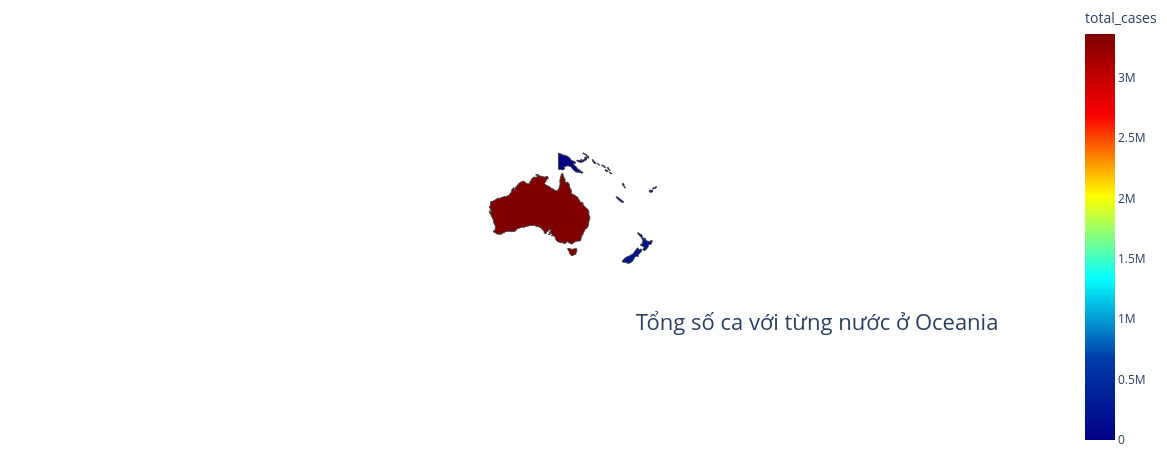 total_cases
3M
2.5M
2M
1.5M
1M
0.5M
0
Tổng số ca với từng nước ở Oceania